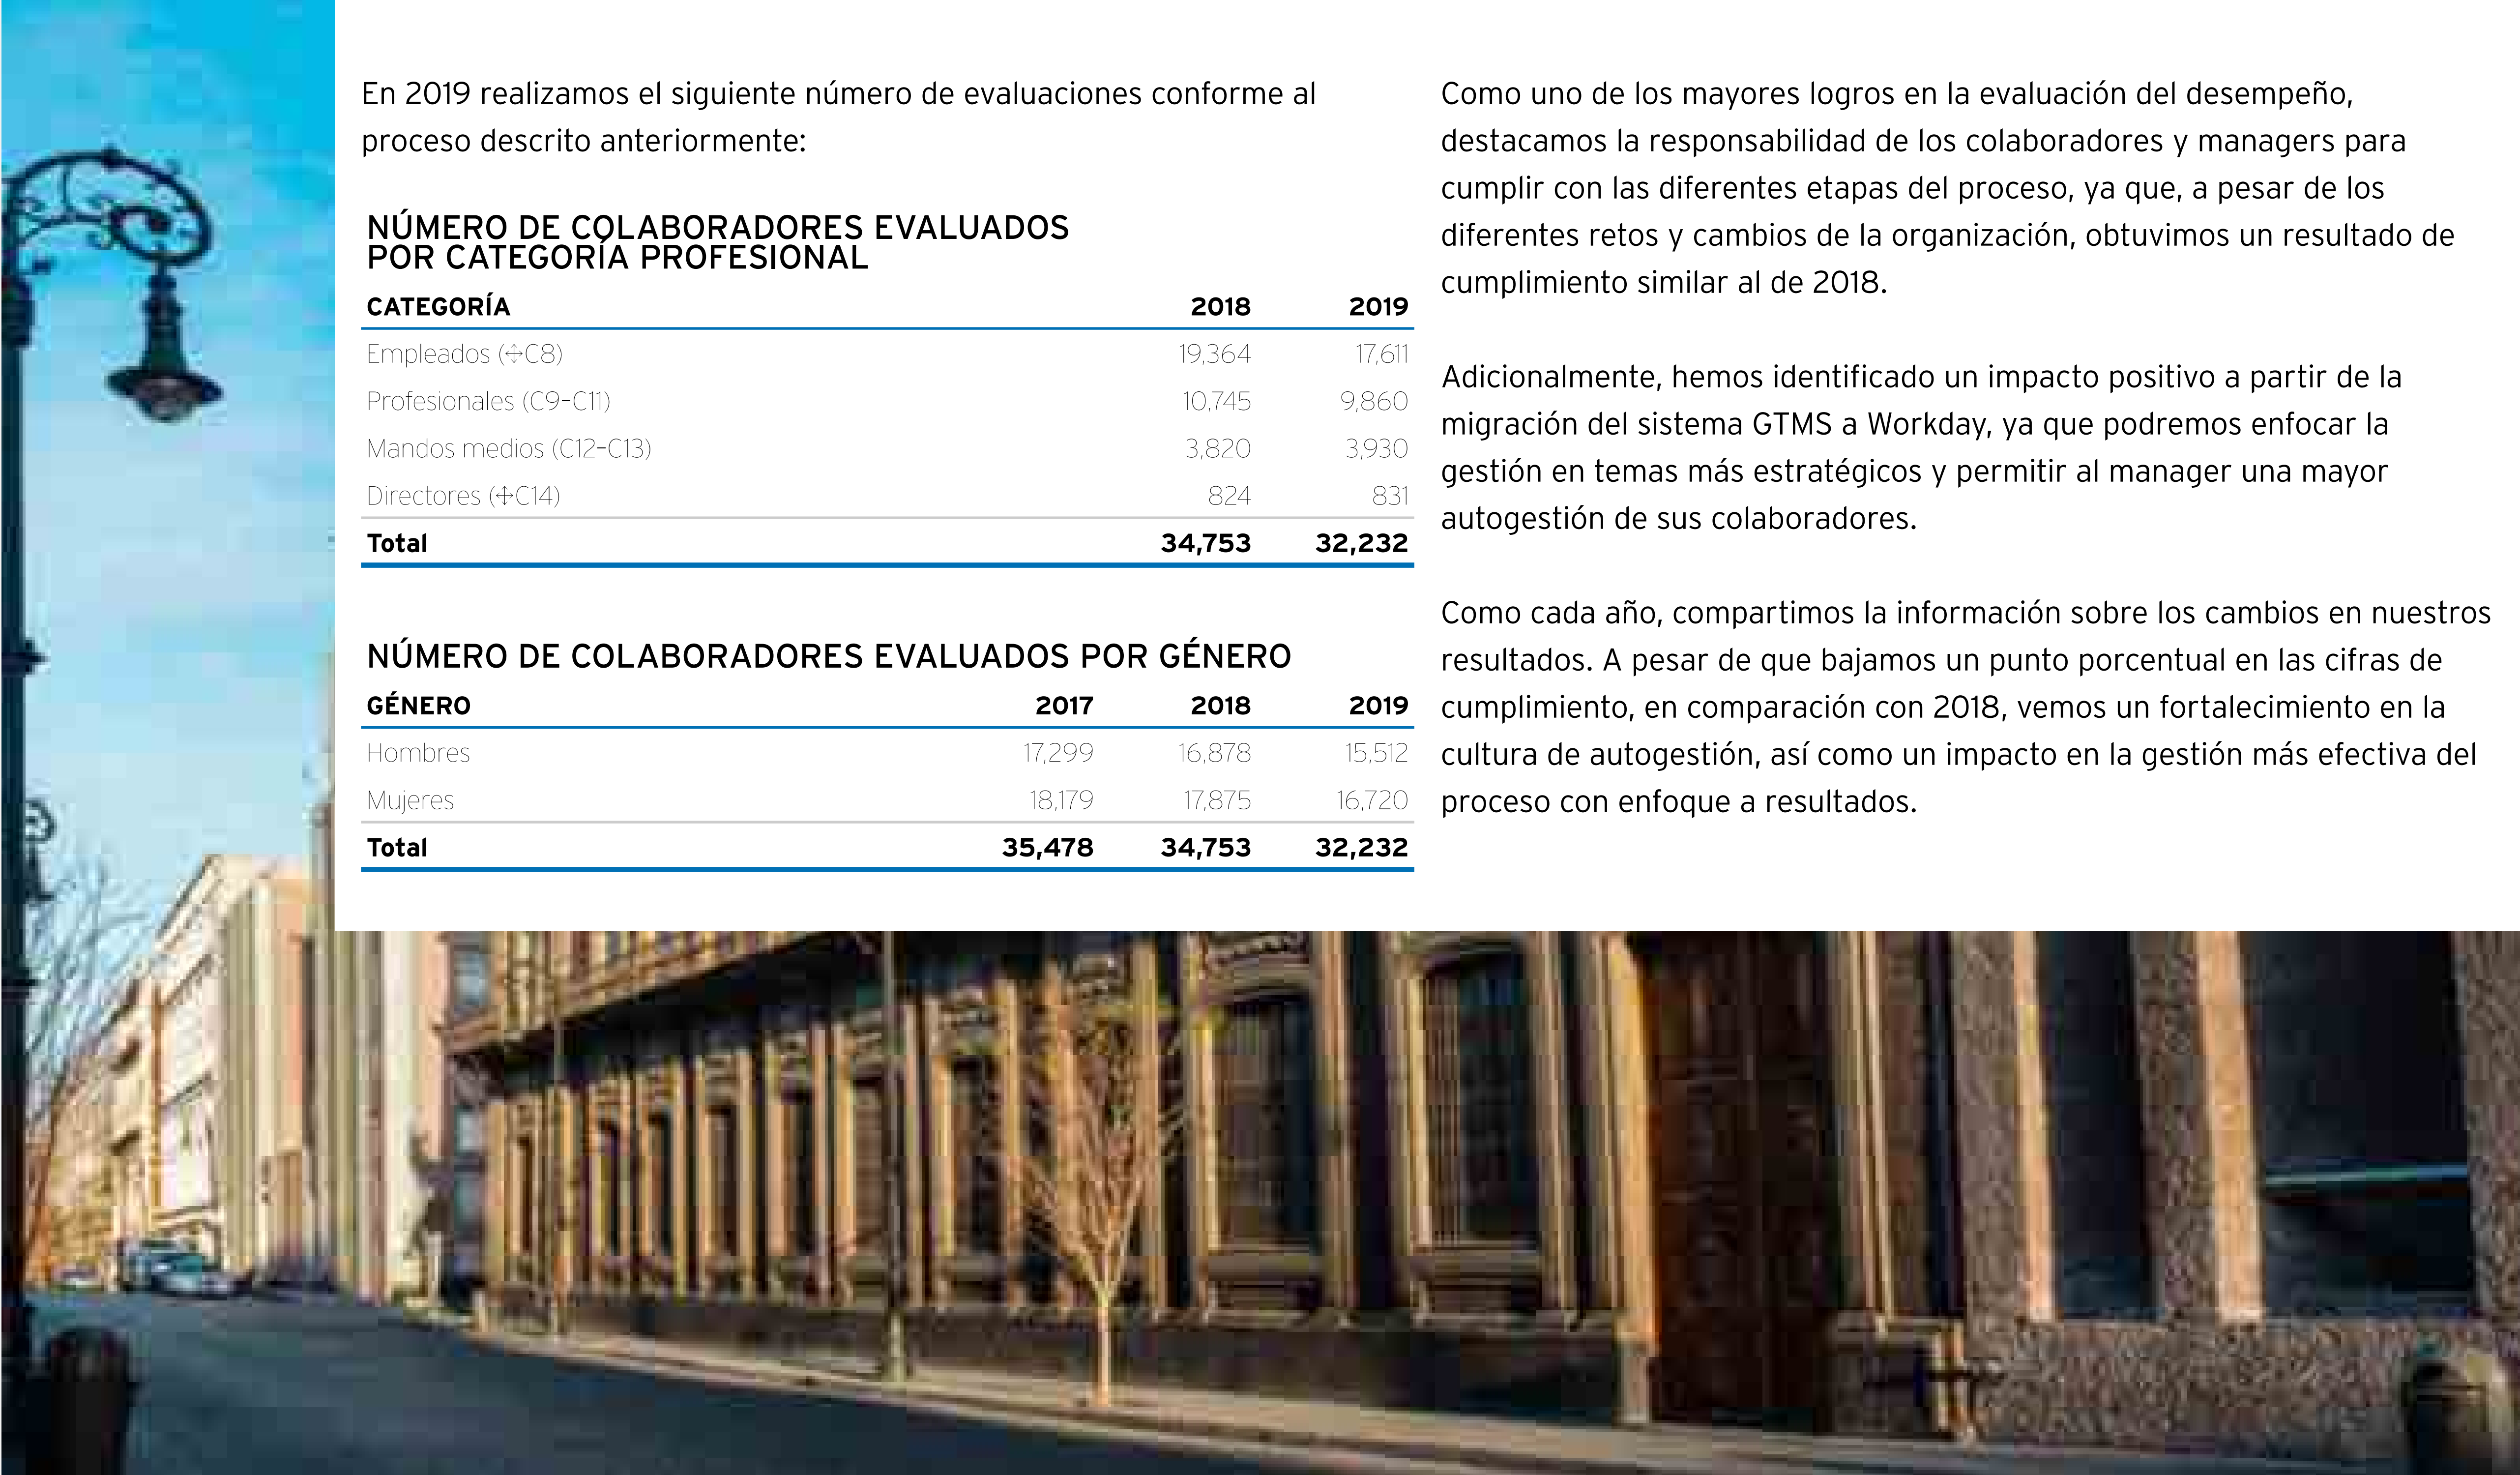 En 2019 realizamos el siguiente número de evaluaciones conforme al
proceso descrito anteriormente:
NÚMERO DE COLABORADORES EVALUADOS
POR CATEGORÍA PROFESIONAL
CATEGORÍA 2018 2019
Empleados (✢C8) 19,364 17,611
Profesionales (C9–C11) 10,745 9,860
Mandos medios (C12–C13) 3,820 3,930
Directores (✢C14) 824 831
Total 34,753 32,232
NÚMERO DE COLABORADORES EVALUADOS POR GÉNERO
GÉNERO 2017 2018 2019
Hombres 17,299 16,878 15,512
Mujeres 18,179 17,875 16,720
Total 35,478 34,753 32,232
Como uno de los mayores logros en la evaluación del desempeño,
destacamos la responsabilidad de los colaboradores y managers para
cumplir con las diferentes etapas del proceso, ya que, a pesar de los
diferentes retos y cambios de la organización, obtuvimos un resultado de
cumplimiento similar al de 2018.
Adicionalmente, hemos identificado un impacto positivo a partir de la
migración del sistema GTMS a Workday, ya que podremos enfocar la
gestión en temas más estratégicos y permitir al manager una mayor
autogestión de sus colaboradores.
Como cada año, compartimos la información sobre los cambios en nuestros
resultados. A pesar de que bajamos un punto porcentual en las cifras de
cumplimiento, en comparación con 2018, vemos un fortalecimiento en la
cultura de autogestión, así como un impacto en la gestión más efectiva del
proceso con enfoque a resultados.